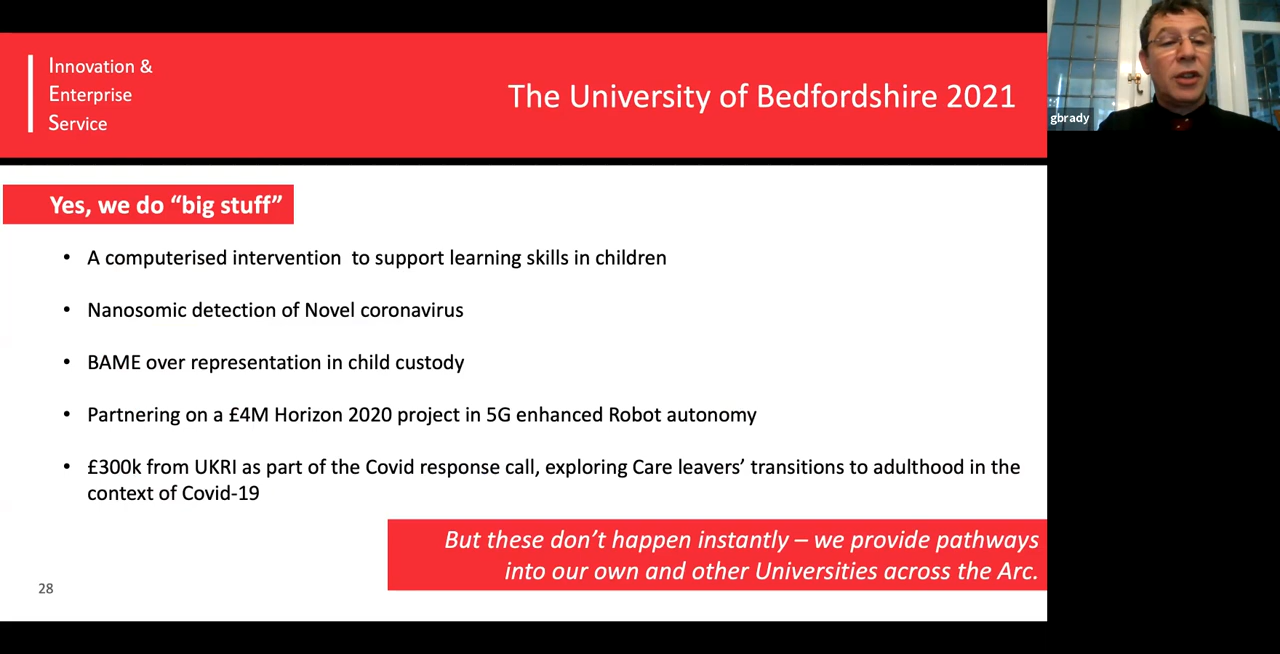 Innovation &
Enterprise
Service
The University of Bedfordshire 2021
gbrady
Yes, we do “big stuff”
• A computerised intervention  to support learning skills in children
• Nanosomic detection of Novel coronavirus
• BAME over representation in child custody
• Partnering on a £4M Horizon 2020 project in 5G enhanced Robot autonomy
• £300k from UKRI as part of the Covid response call, exploring Care leavers’ transitions to adulthood in the
context of Covid-19
But these don’t happen instantly – we provide pathways
into our own and other Universities across the Arc.
28